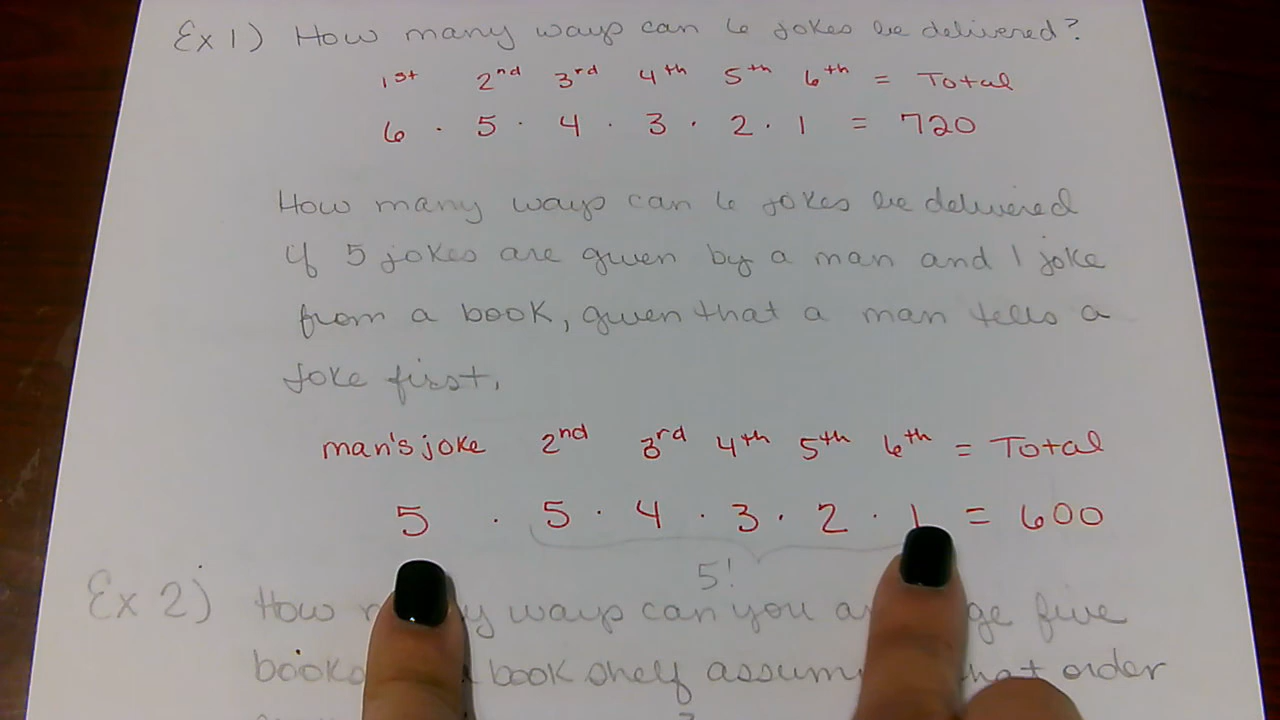 Ex 1) How many ways can 6 jokes be delivered?
1st 2nd 3rd 4th 5th 6th = Total
6 · 5 · 4 · 3 · 2 · 1 = 720
How many ways can 6 jokes be delivered
if 5 jokes are given by a man and 1 joke
from a book, given that a man tells a
joke first.
man's joke 2nd 3rd 4th 5th 6th = Total
5 · 5 · 4 · 3 · 2 · 1 = 600
5!
Ex 2) How ways can you five
book shelf order